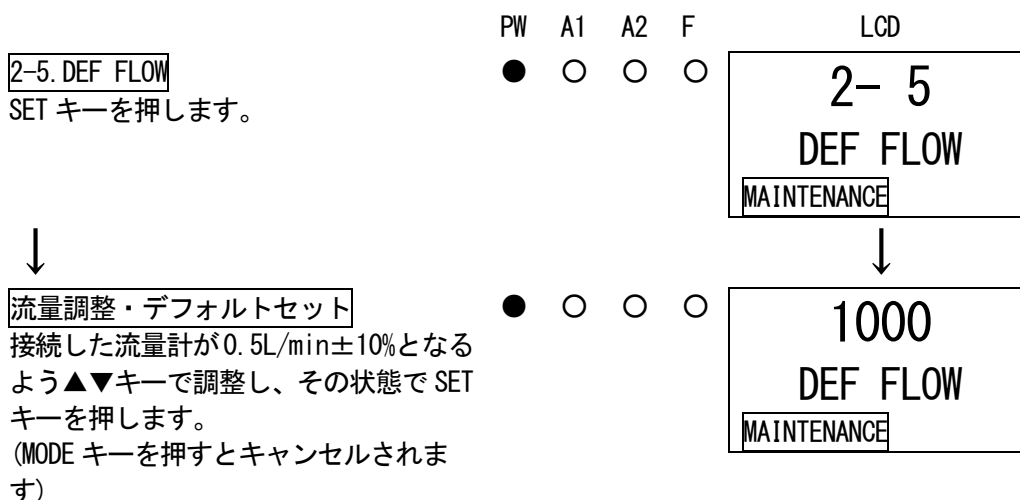 PW A1 A2 F LCD
2-5.DEF FLOW ● ○ ○ ○
SET キーを押します。
2- 5
DEF FLOW
MAINTENANCE
↓ ↓
流量調整・デフォルトセット ● ○ ○ ○
接続した流量計が0.5L/min±10%となる
よう▲▼キーで調整し、その状態で SET
キーを押します。
(MODE キーを押すとキャンセルされま
す)
1000
DEF FLOW
MAINTENANCE